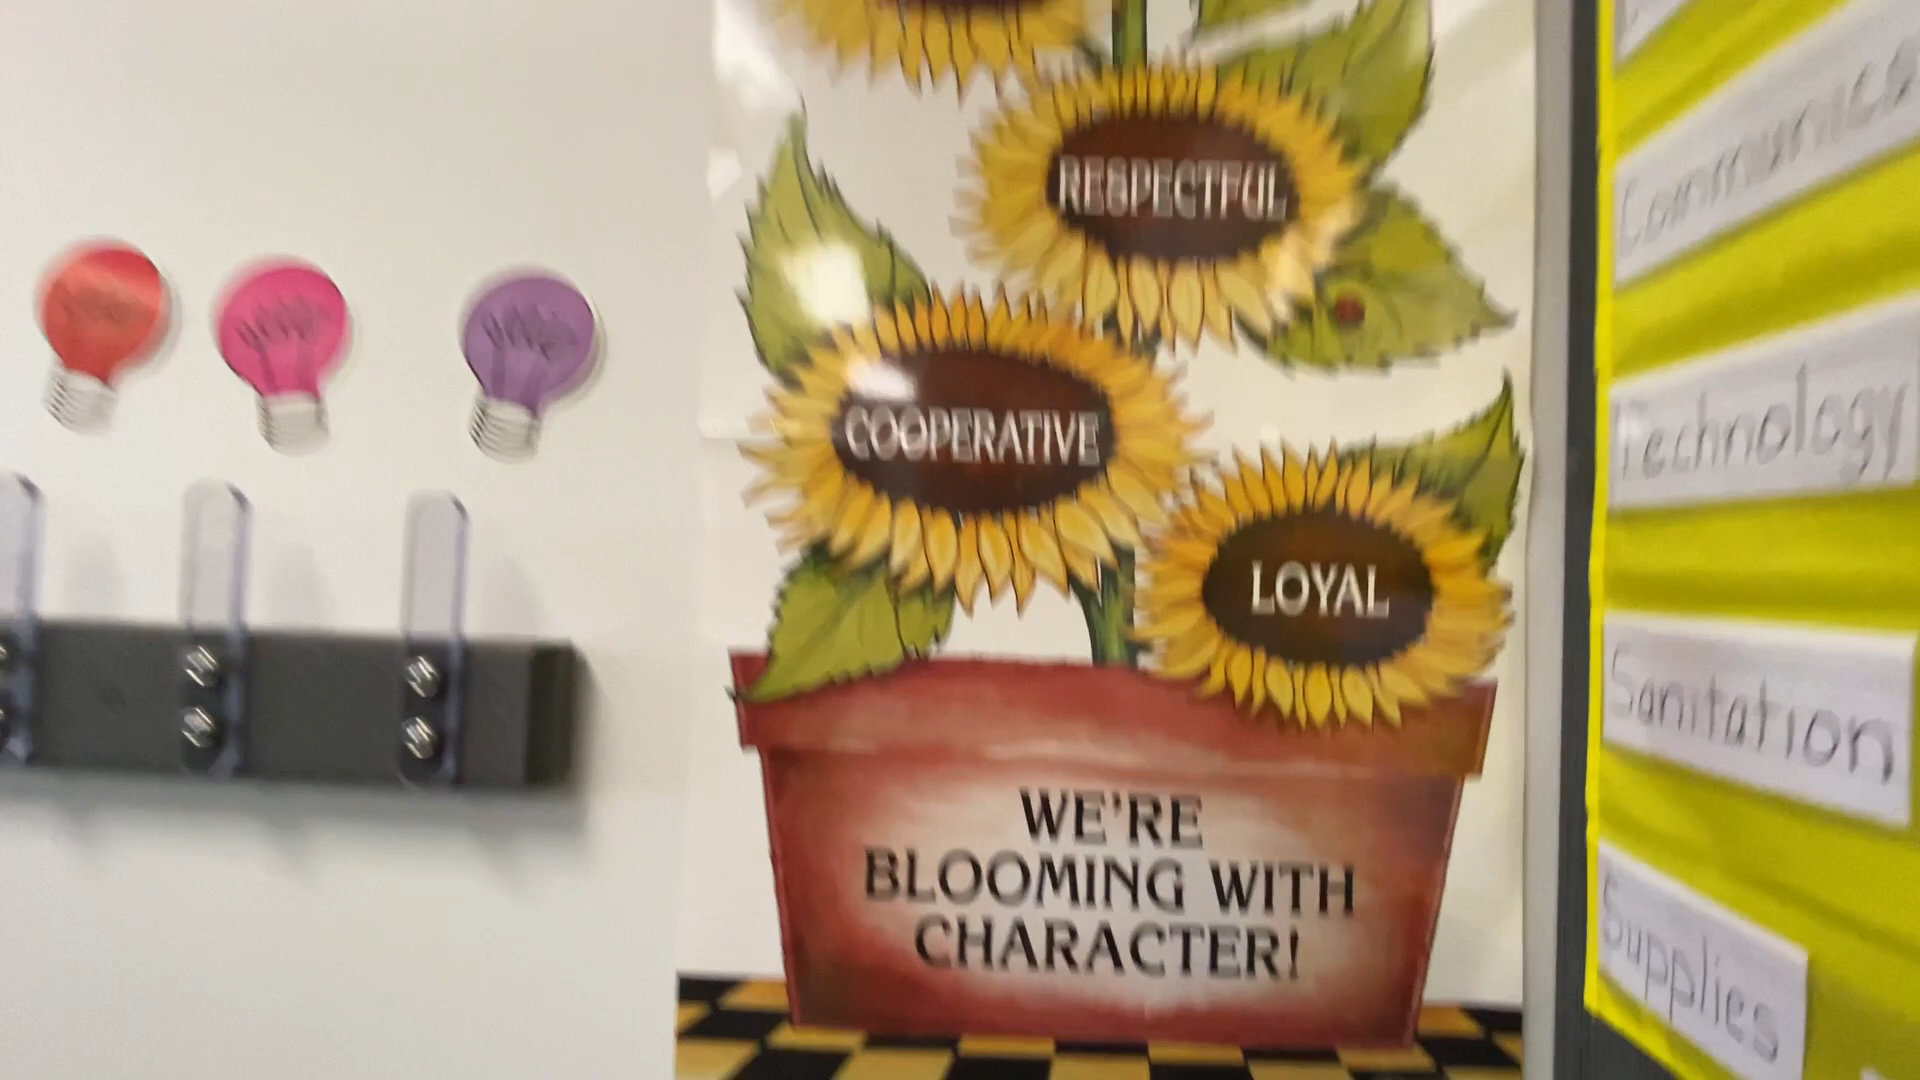 RESPECTFUL
COOPERATIVE
LOYAL
WE'RE
BLOOMING WITH
CHARACTER!
Technology
Sanitation
Supplies